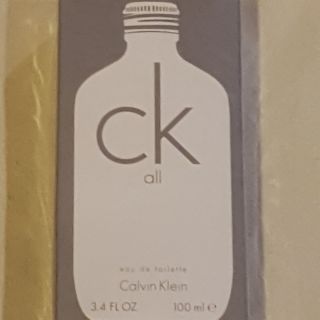 ck
all
eau de toilette
Calvin Klein
3.4 FL OZ 100 ml ℮